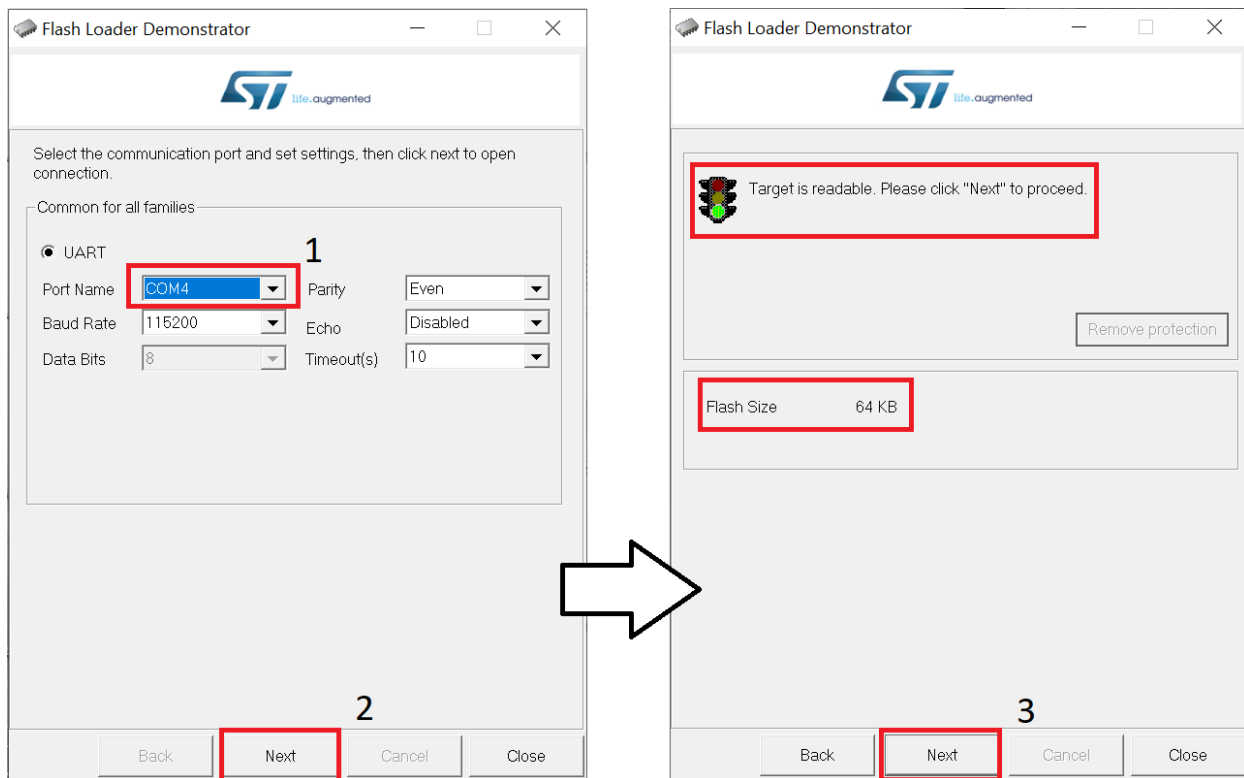 Flash Loader Demonstrator
ST life.augmented
Select the communication port and set settings, then click next to open
connection.
Common for all families
UART
1
Port Name COM4 Parity Even
Baud Rate 115200 Echo Disabled
Data Bits 8 Timeout(s) 10
2
Back Next Cancel Close
Flash Loader Demonstrator
ST life.augmented
Target is readable. Please click "Next" to proceed.
Remove protection
Flash Size 64 KB
3
Back Next Cancel Close